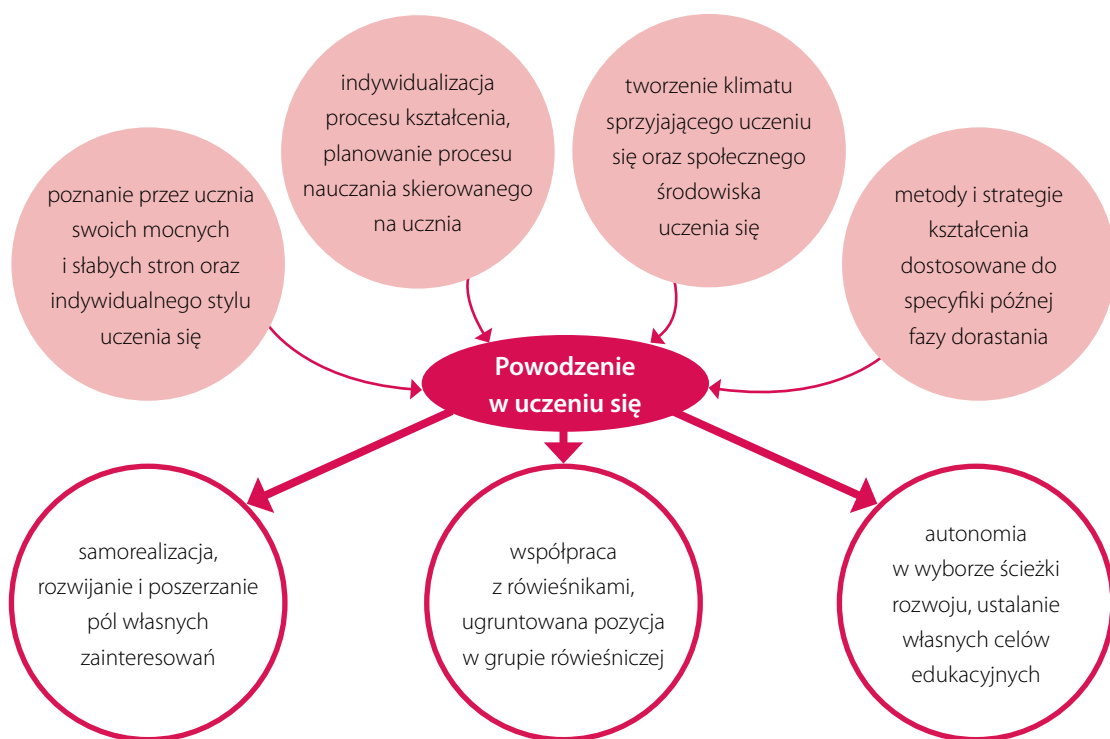 poznanie przez ucznia
swoich mocnych
i słabych stron oraz
indywidualnego stylu
uczenia się
indywidualizacja
procesu kształcenia,
planowanie procesu
nauczania skierowanego
na ucznia
tworzenie klimatu
sprzyjającego uczeniu
się oraz społecznego
środowiska
uczenia się
metody i strategie
kształcenia
dostosowane do
specyfiki późnej
fazy dorastania
Powodzenie
w uczeniu się
samorealizacja,
rozwijanie i poszerzanie
pól własnych
zainteresowań
współpraca
z rówieśnikami,
ugruntowana pozycja
w grupie rówieśniczej
autonomia
w wyborze ścieżki
rozwoju, ustalanie
własnych celów
edukacyjnych